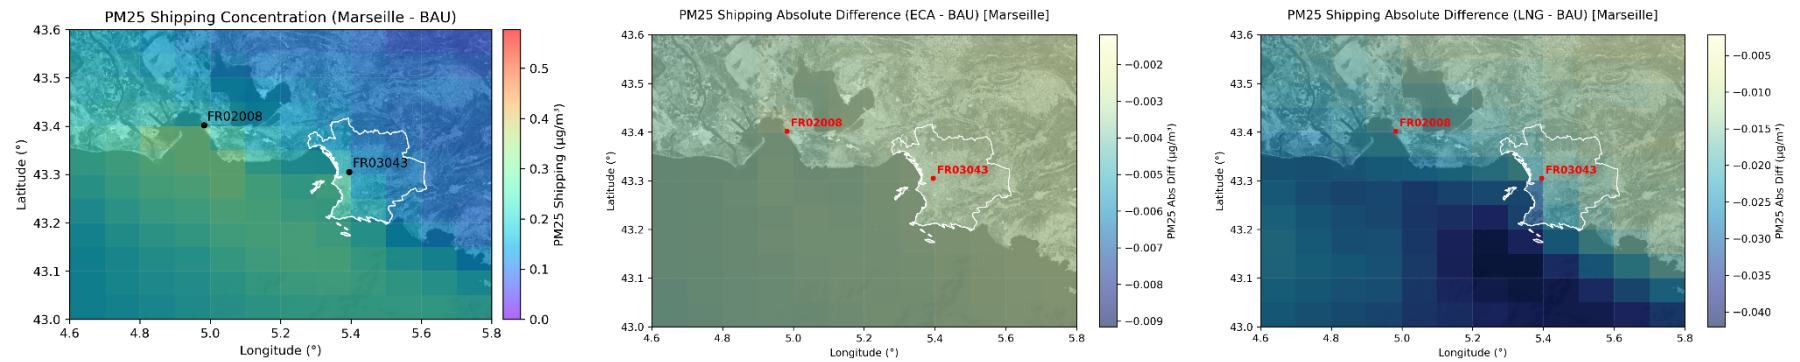 PM25 Shipping Concentration (Marseille - BAU)
43.6
43.5
43.4
43.3
43.2
43.1
43.0
4.6 4.8 5.0 5.2 5.4 5.6 5.8
Latitude (°)
Longitude (°)
FR02008
FR03043
0.5
0.4
0.3
0.2
0.1
0.0
PM25 Shipping (µg/m³)
PM25 Shipping Absolute Difference (ECA - BAU) [Marseille]
43.6
43.5
43.4
43.3
43.2
43.1
43.0
4.6 4.8 5.0 5.2 5.4 5.6 5.8
Latitude (°)
Longitude (°)
FR02008
FR03043
−0.002
−0.003
−0.004
−0.005
−0.006
−0.007
−0.008
−0.009
PM25 Abs Diff (µg/m³)
PM25 Shipping Absolute Difference (LNG - BAU) [Marseille]
43.6
43.5
43.4
43.3
43.2
43.1
43.0
4.6 4.8 5.0 5.2 5.4 5.6 5.8
Latitude (°)
Longitude (°)
FR02008
FR03043
−0.005
−0.010
−0.015
−0.020
−0.025
−0.030
−0.035
−0.040
PM25 Abs Diff (µg/m³)